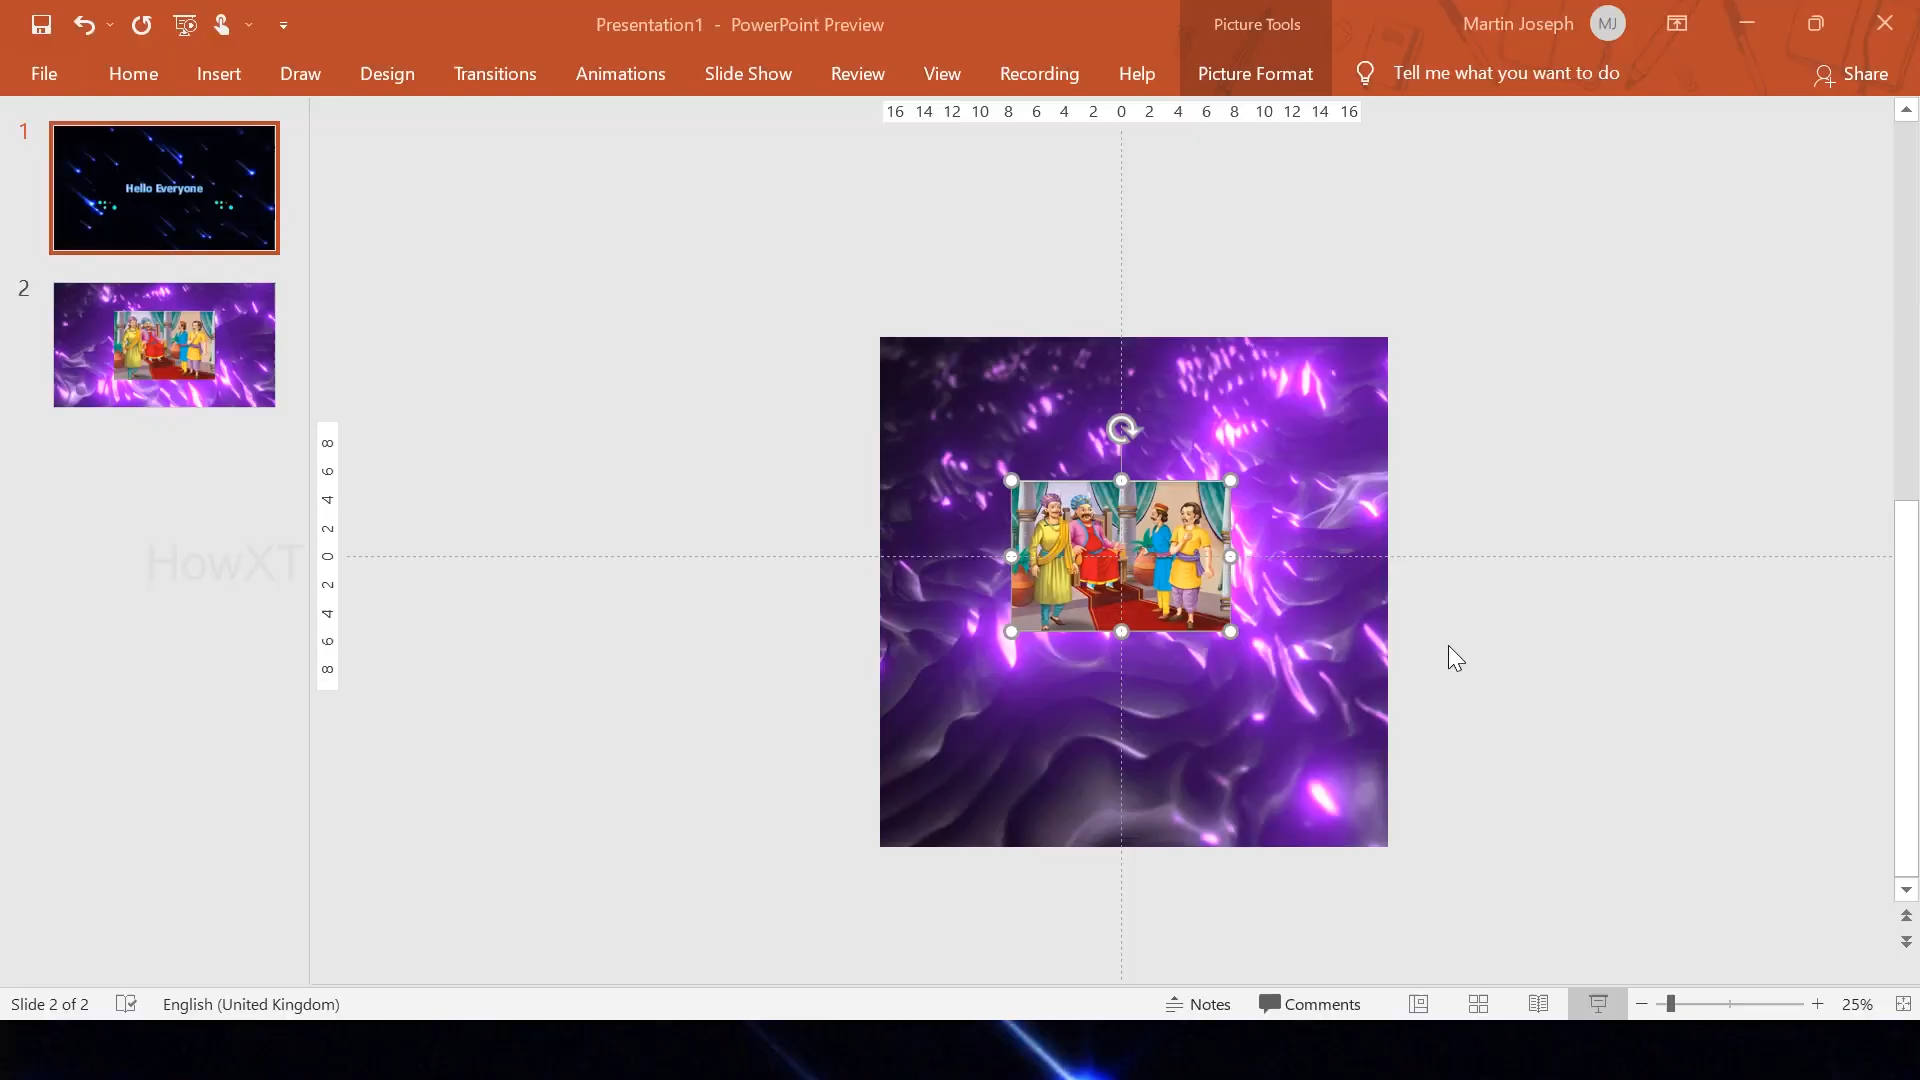 Presentation1 - PowerPoint Preview
Picture Tools
Martin Joseph
MJ
File Home Insert Draw Design Transitions Animations Slide Show Review View Recording Help Picture Format Tell me what you want to do Share
16 14 12 10 8 6 4 2 0 2 4 6 8 10 12 14 16
1
Hello Everyone
2
8 6 4 2 0 2 4 6 8
HowXT
Slide 2 of 2 English (United Kingdom) Notes Comments 25%